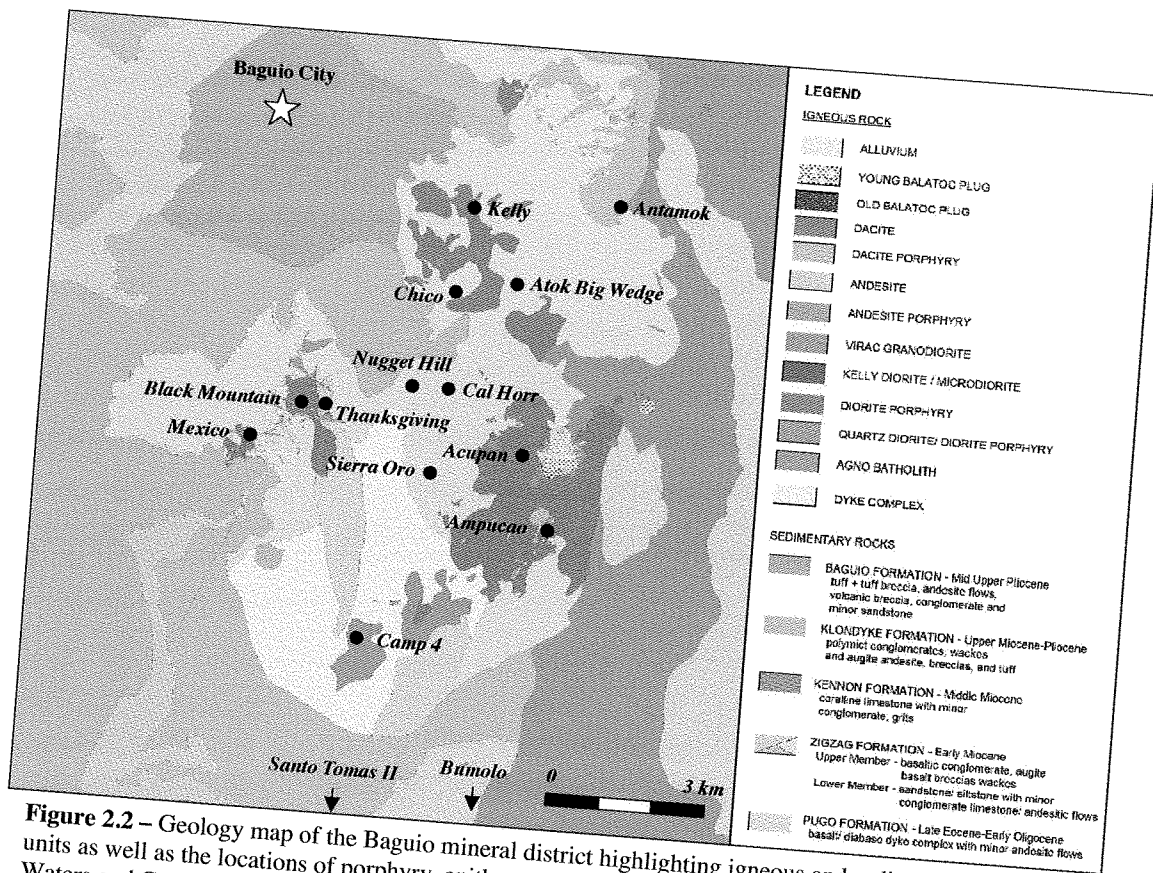 Baguio City
Kelly
Antamok
Chico
Atok Big Wedge
Nugget Hill
Cal Horr
Black Mountain
Thanksgiving
Mexico
Acupan
Sierra Oro
Ampucao
Camp 4
Santo Tomas II
Bumolo
0
3 km
LEGEND
IGNEOUS ROCK
ALLUVIUM
YOUNG BALATOC PLUG
OLD BALATOC PLUG
DACITE
DACITE PORPHYRY
ANDESITE
ANDESITE PORPHYRY
VIRAC GRANODIORITE
KELLY DIORITE / MICRODIORITE
DIORITE PORPHYRY
QUARTZ DIORITE/ DIORITE PORPHYRY
AGNO BATHOLITH
DYKE COMPLEX
SEDIMENTARY ROCKS
BAGUIO FORMATION - Mid Upper Pliocene
tuff + tuff breccia, andesite flows,
volcanic breccia, conglomerate and
minor sandstone
KLONDYKE FORMATION - Upper Miocene-Pliocene
polymict conglomerates, wackes
and augite andesite, breccias, and tuff
KENNON FORMATION - Middle Miocene
coralline limestone with minor
conglomerate, grits
ZIGZAG FORMATION - Early Miocene
Upper Member - basaltic conglomerate, augite
basalt breccias wackes
Lower Member - sandstone/ siltstone with minor
conglomerate limestone/ andesitic flows
PUGO FORMATION - Late Eocene-Early Oligocene
basalt/ diabase dyke complex with minor andesite flows
Figure 2.2 – Geology map of the Baguio mineral district highlighting igneous and
units as well as the locations of porphyry,